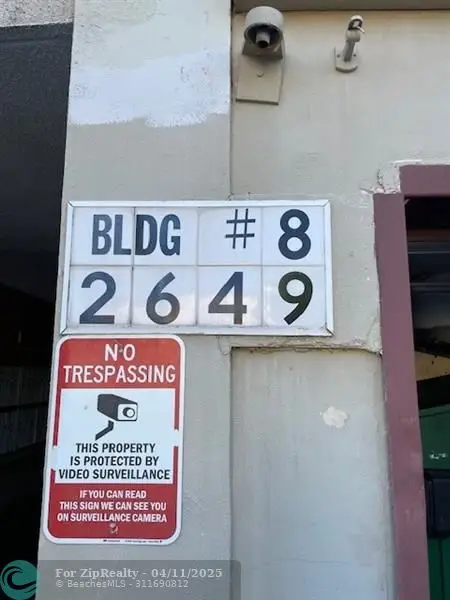 BLDG # 8
2649
NO
TRESPASSING
THIS PROPERTY
IS PROTECTED BY
VIDEO SURVEILLANCE
IF YOU CAN READ
THIS SIGN WE CAN SEE YOU
ON SURVEILLANCE CAMERA
For ZipRealty - 04/11/2025
© BeachesMLS - 311690812